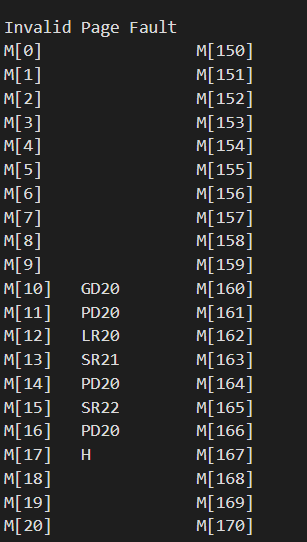 Invalid Page Fault
M[0] M[150]
M[1] M[151]
M[2] M[152]
M[3] M[153]
M[4] M[154]
M[5] M[155]
M[6] M[156]
M[7] M[157]
M[8] M[158]
M[9] M[159]
M[10] GD20 M[160]
M[11] PD20 M[161]
M[12] LR20 M[162]
M[13] SR21 M[163]
M[14] PD20 M[164]
M[15] SR22 M[165]
M[16] PD20 M[166]
M[17] H M[167]
M[18] M[168]
M[19] M[169]
M[20] M[170]